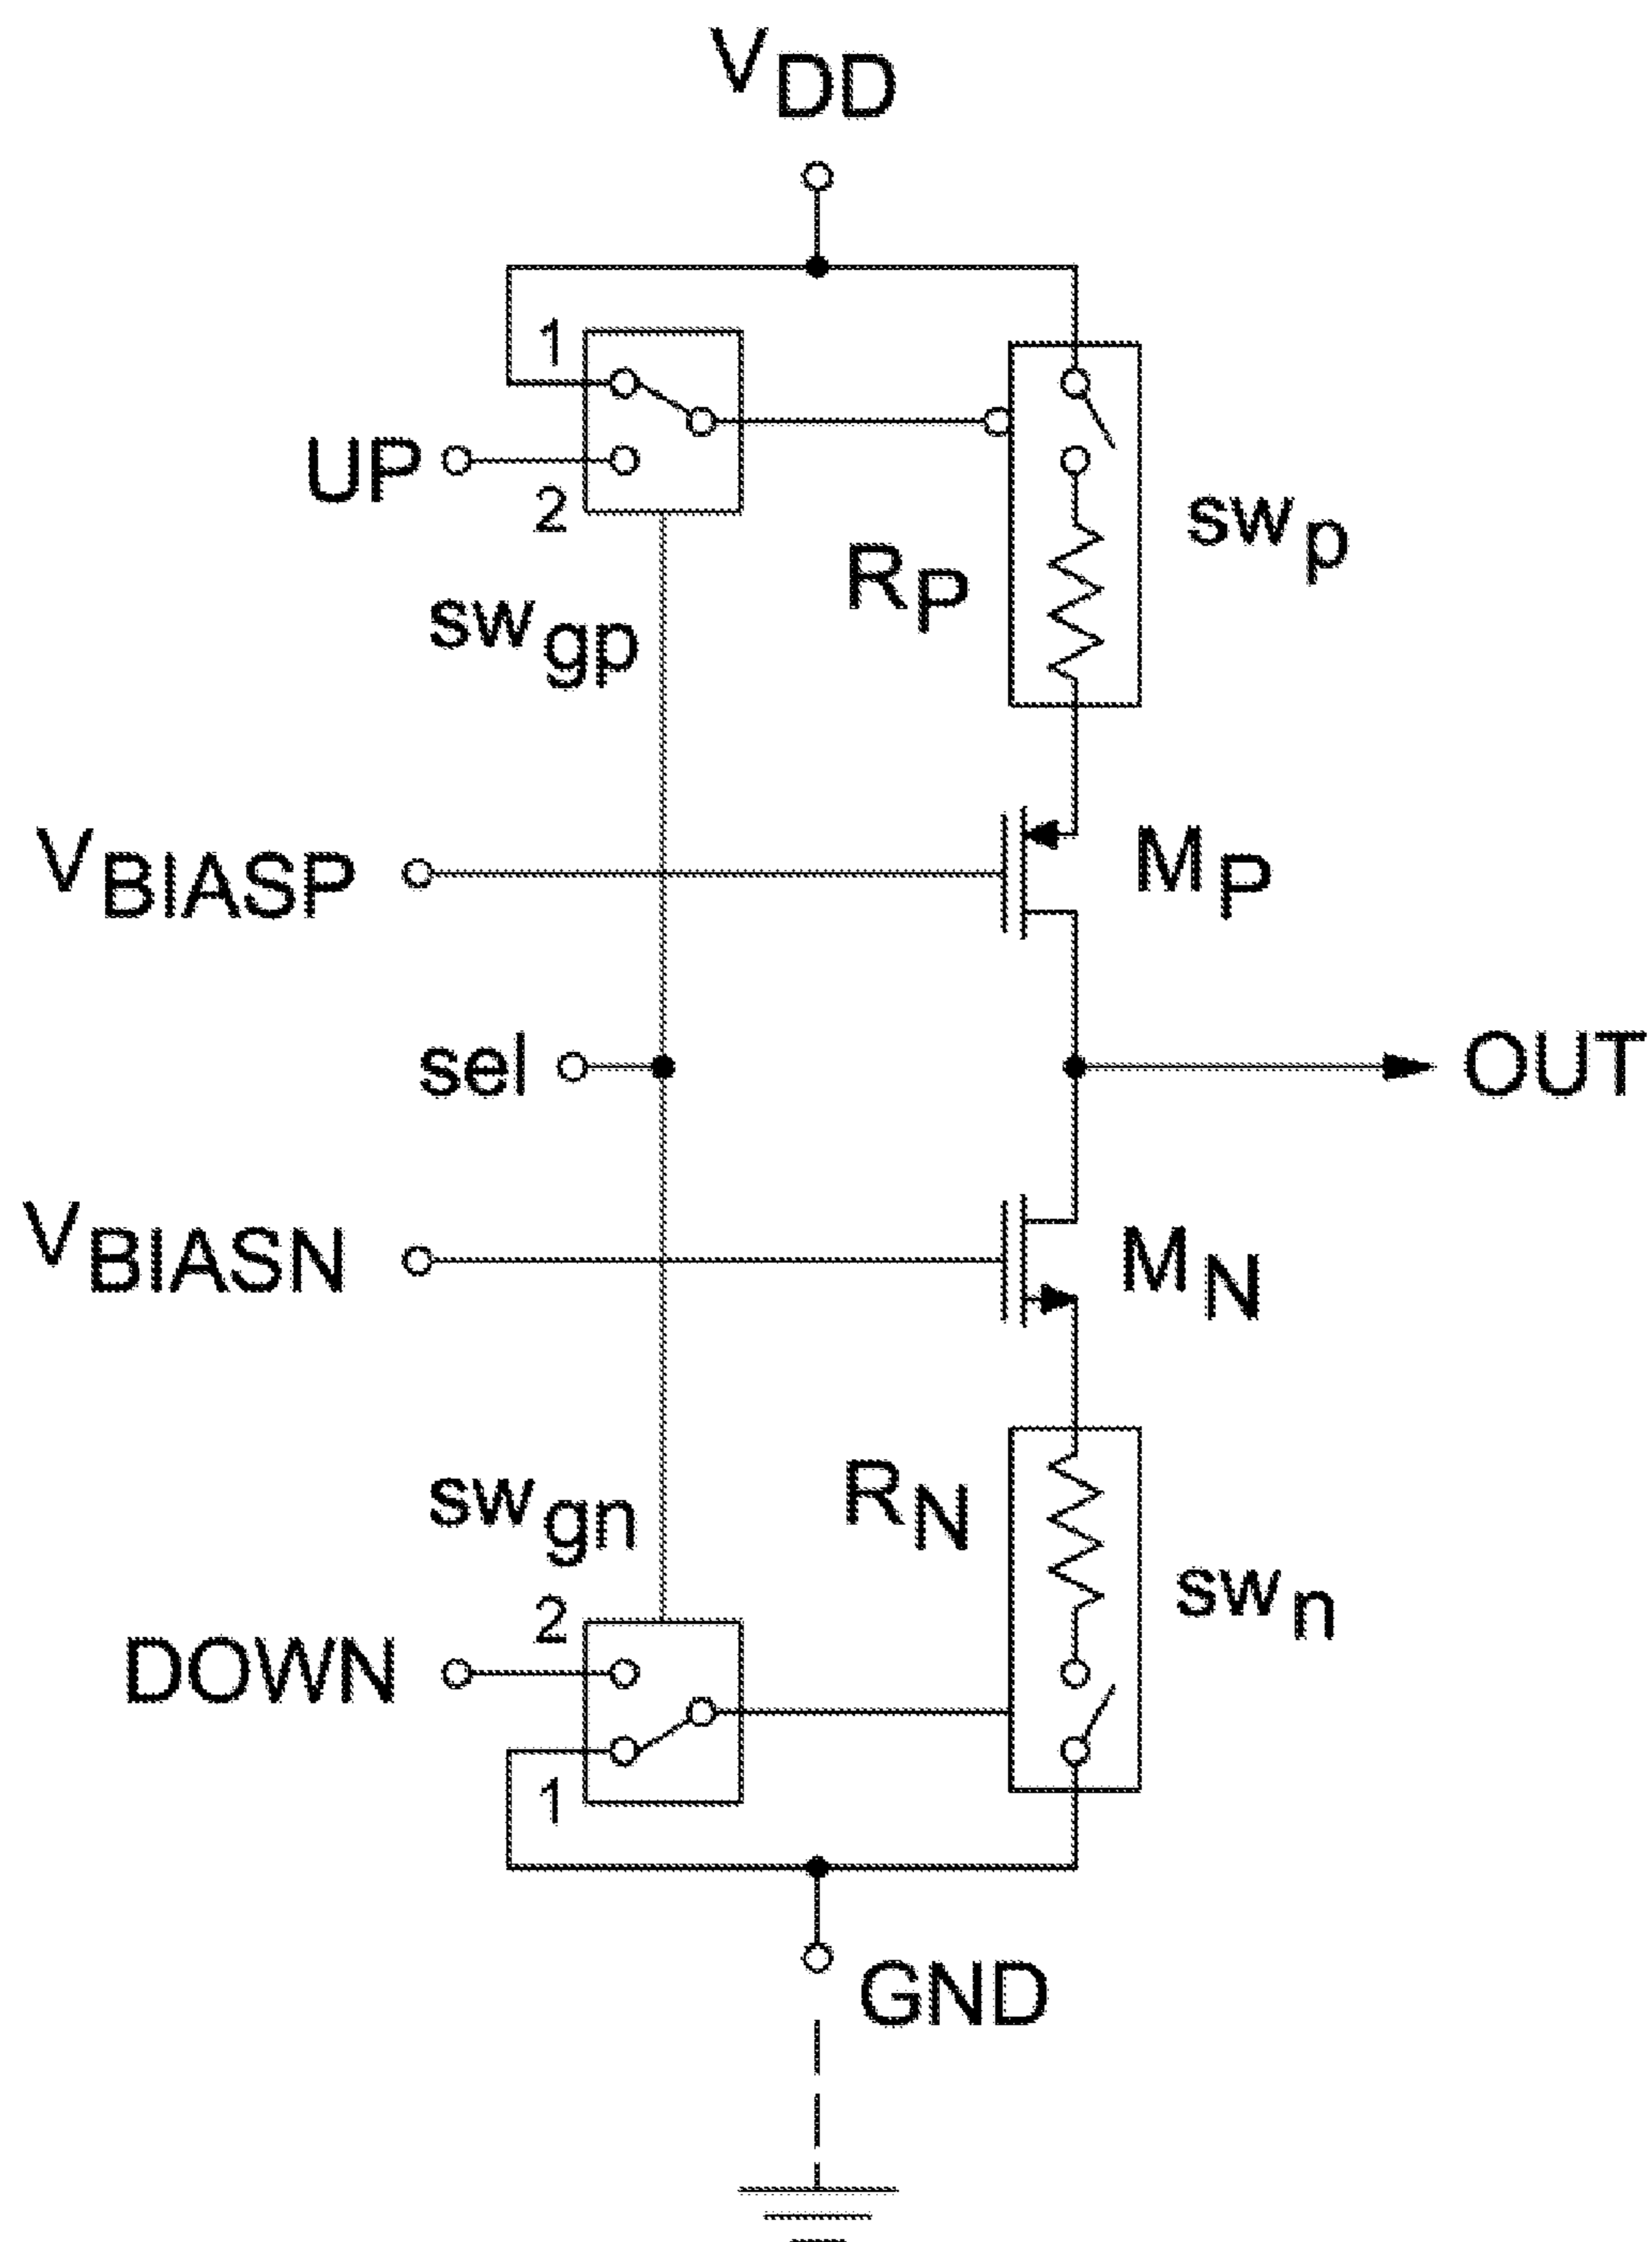 VDD
1
UP
2
swp
RP
swgp
VBIASP
MP
sel
OUT
VBIASN
MN
swgn
RN
2
swn
DOWN
1
GND